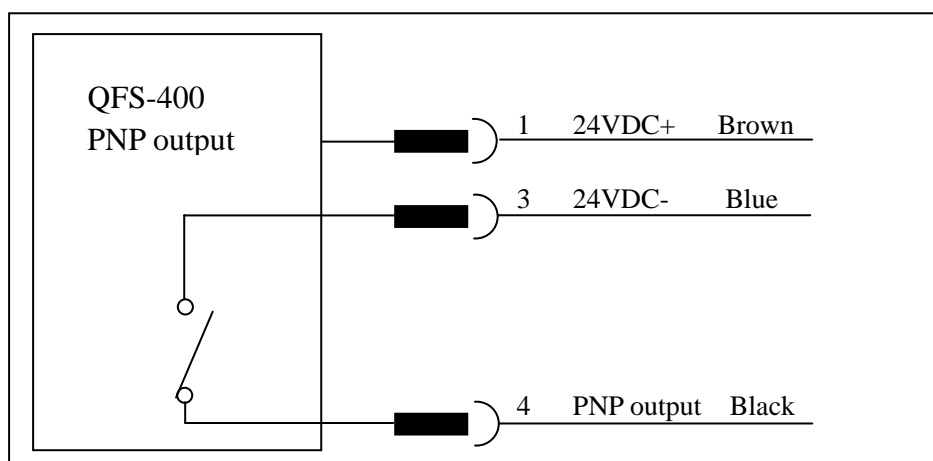 QFS-400
PNP output
1 24VDC+ Brown
3 24VDC- Blue
4 PNP output Black